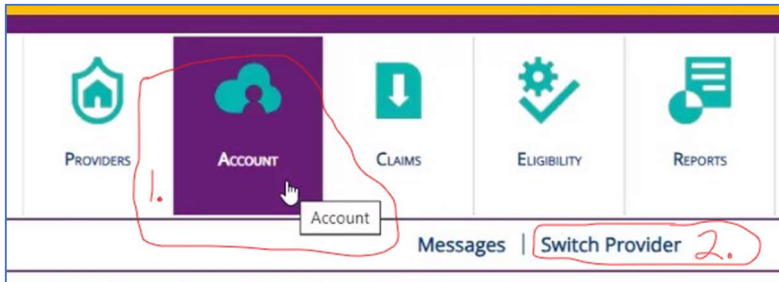 PROVIDERS ACCOUNT CLAIMS ELIGIBILITY REPORTS
1.
Account
Messages | Switch Provider 2.